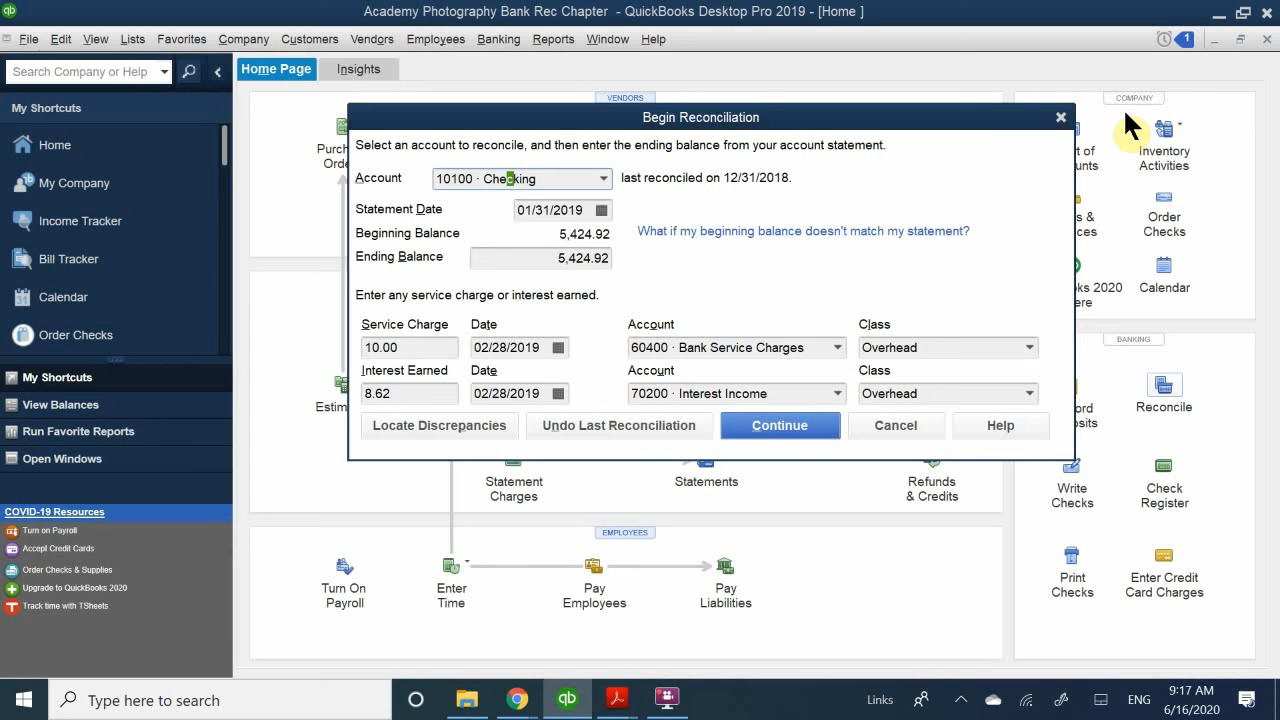 Academy Photography Bank Rec Chapter - QuickBooks Desktop Pro 2019 - [Home ]
File Edit View Lists Favorites Company Customers Vendors Employees Banking Reports Window Help
1
Search Company or Help
Home Page
Insights
My Shortcuts
Home
My Company
Income Tracker
Bill Tracker
Calendar
Order Checks
My Shortcuts
View Balances
Run Favorite Reports
Open Windows
COVID-19 Resources
Turn on Payroll
Accept Credit Cards
Order Checks & Supplies
Upgrade to QuickBooks 2020
Track time with TSheets
VENDORS
COMPANY
Begin Reconciliation
Select an account to reconcile, and then enter the ending balance from your account statement.
Account 10100 · Checking last reconciled on 12/31/2018.
Statement Date 01/31/2019
Beginning Balance 5,424.92 What if my beginning balance doesn't match my statement?
Ending Balance 5,424.92
Enter any service charge or interest earned.
Service Charge Date Account Class
10.00 02/28/2019 60400 · Bank Service Charges Overhead
Interest Earned Date Account Class
8.62 02/28/2019 70200 · Interest Income Overhead
Locate Discrepancies Undo Last Reconciliation Continue Cancel Help
Inventory
Activities
Order
Checks
Calendar
BANKING
Reconcile
Statement
Charges
Statements
Refunds
& Credits
Write
Checks
Check
Register
EMPLOYEES
Turn On
Payroll
Enter
Time
Pay
Employees
Pay
Liabilities
Print
Checks
Enter Credit
Card Charges
Type here to search
Links
ENG
9:17 AM
6/16/2020